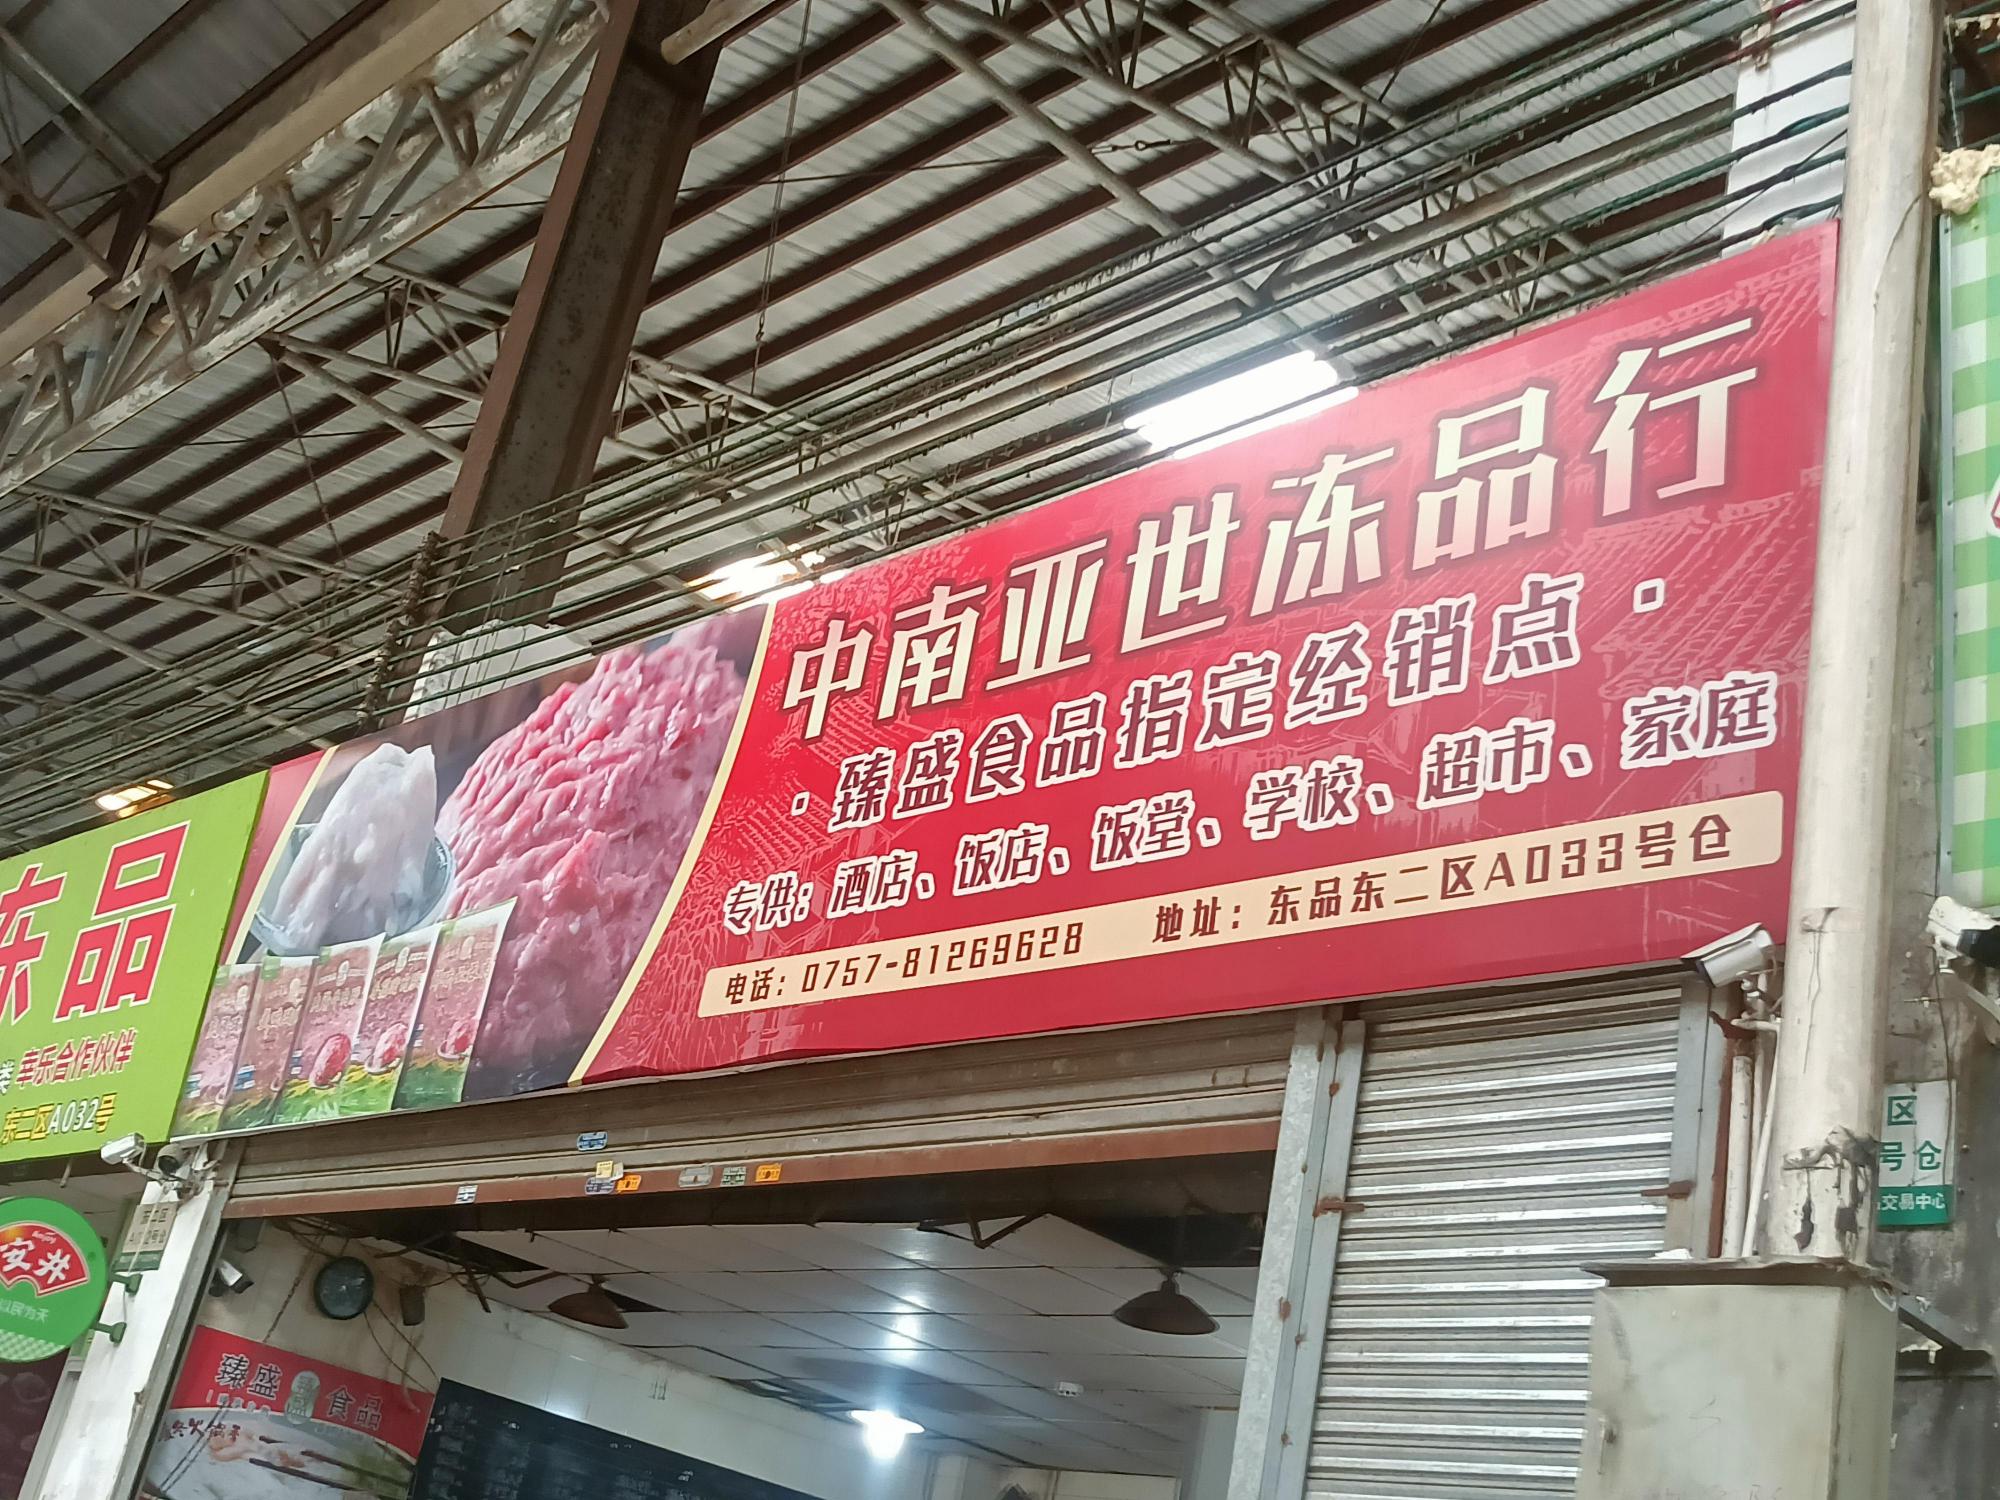 中南亚世冻品行
·臻盛食品指定经销点·
专供：酒店、饭店、饭堂、学校、超市、家庭
电话：0757-81269628 地址：东品东二区A033号仓
东品
类 幸乐合作伙伴
东二区A032号
安井
以民为天
臻盛 食品
区
号仓
交易中心